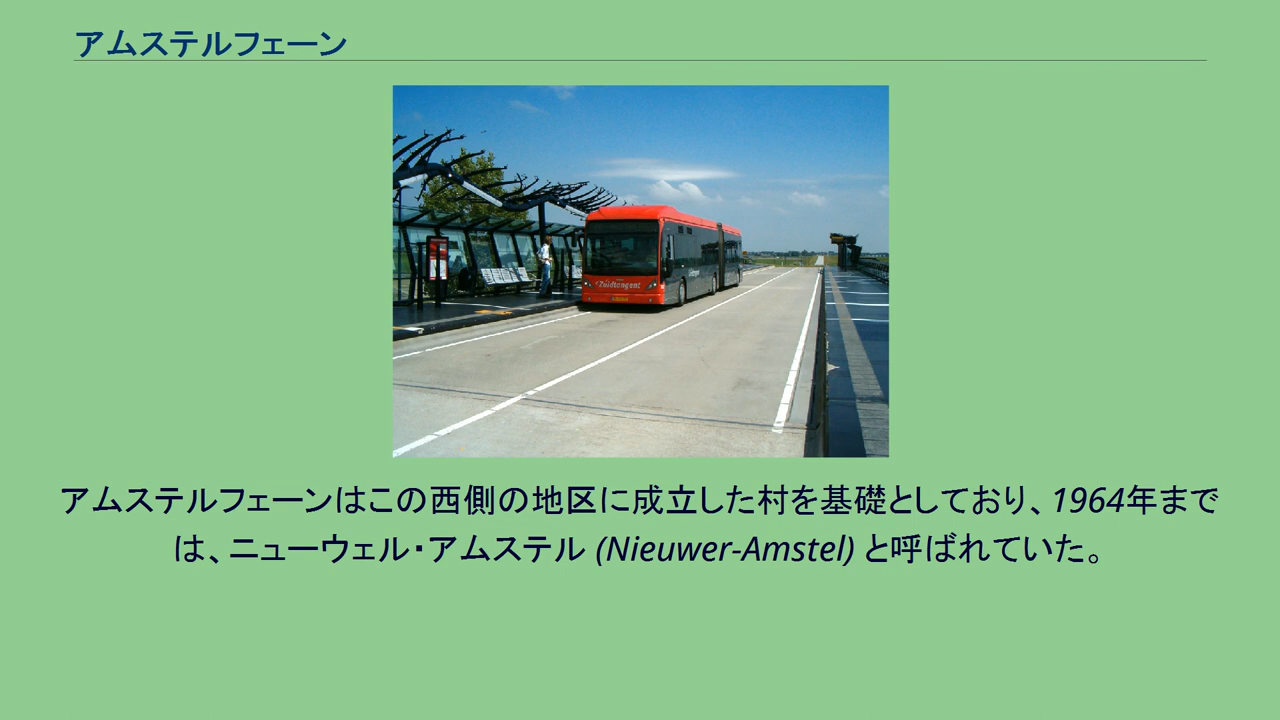 アムステルフェーン
Zuidtangent
アムステルフェーンはこの西側の地区に成立した村を基礎としており、1964年まで
は、ニューウェル・アムステル (Nieuwer-Amstel) と呼ばれていた。